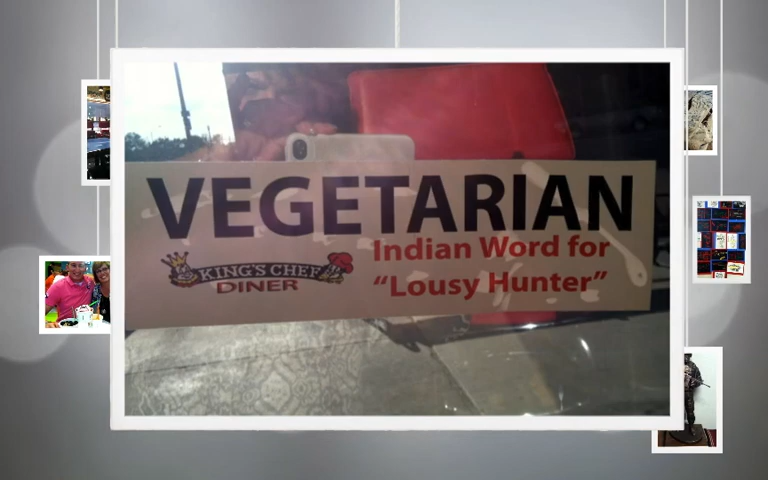 VEGETARIAN
KING'S CHEF
DINER
Indian Word for
“Lousy Hunter”